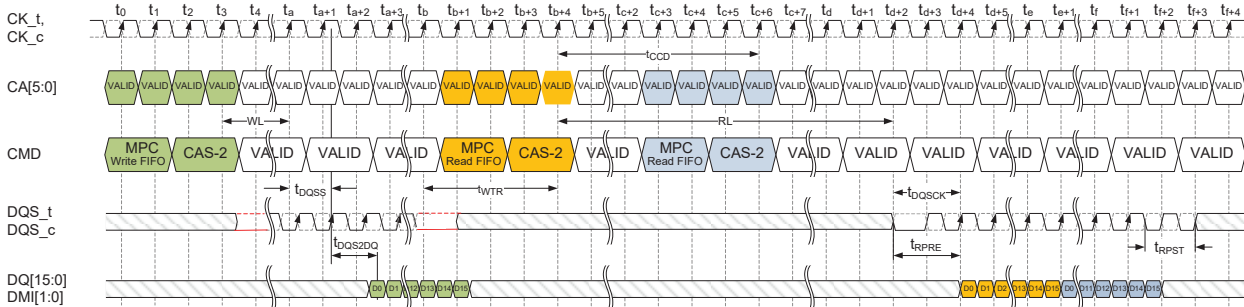 t0 t1 t2 t3 t4 ta ta+1 ta+2 ta+3 tb tb+1 tb+2 tb+3 tb+4 tb+5 tc+2 tc+3 tc+4 tc+5 tc+6 tc+7 td td+1 td+2 td+3 td+4 td+5 te te+1 tf tf+1 tf+2 tf+3 tf+4
CK_t,
CK_c
tCCD
CA[5:0] VALID VALID VALID VALID VALID VALID VALID VALID VALID VALID VALID VALID VALID VALID VALID VALID VALID VALID VALID VALID VALID VALID VALID VALID VALID VALID VALID VALID VALID VALID VALID VALID VALID VALID
WL RL
CMD MPC Write FIFO CAS-2 VALID VALID VALID MPC Read FIFO CAS-2 VALID MPC Read FIFO CAS-2 VALID VALID VALID VALID VALID VALID VALID
tDQSS tWTR tDQSCK
DQS_t
DQS_c
tDQS2DQ tRPRE tRPST
DQ[15:0] D0 D1 12 D13 D14 D15 D0 D1 D2 D13 D14 D15 D0 D11 D12 D13 D14 D15
DMI[1:0]